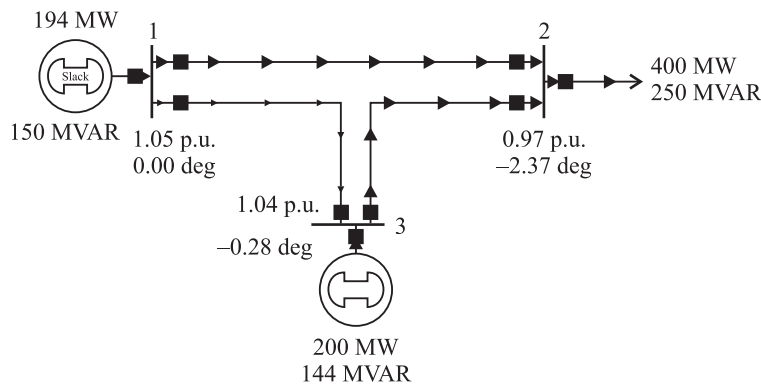 194 MW
Slack
150 MVAR
1
1.05 p.u.
0.00 deg
2
400 MW
250 MVAR
0.97 p.u.
–2.37 deg
1.04 p.u.
–0.28 deg
3
200 MW
144 MVAR